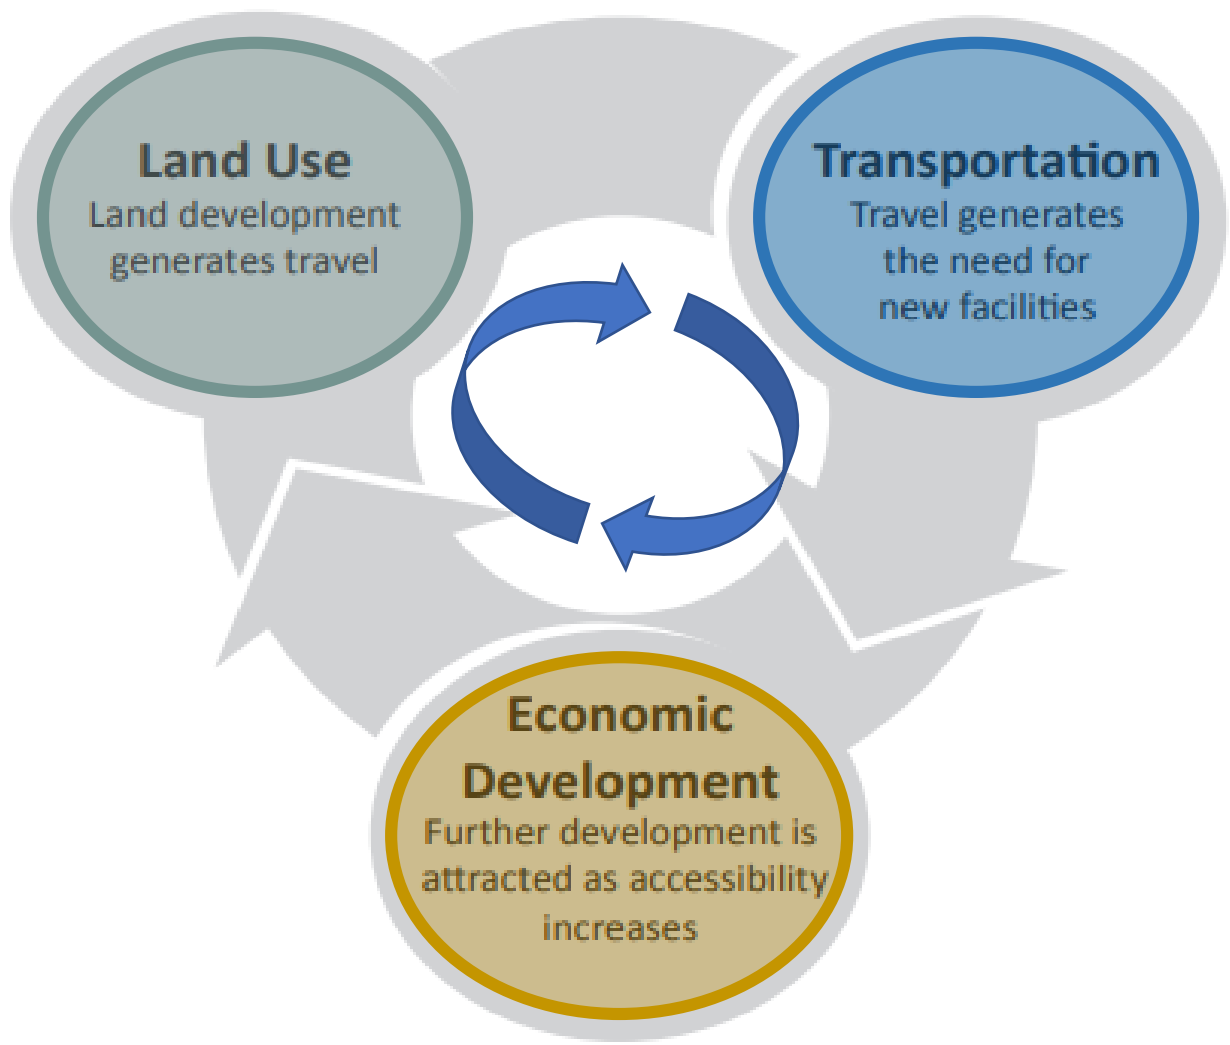 Land Use
Land development
generates travel
Transportation
Travel generates
the need for
new facilities
Economic
Development
Further development is
attracted as accessibility
increases